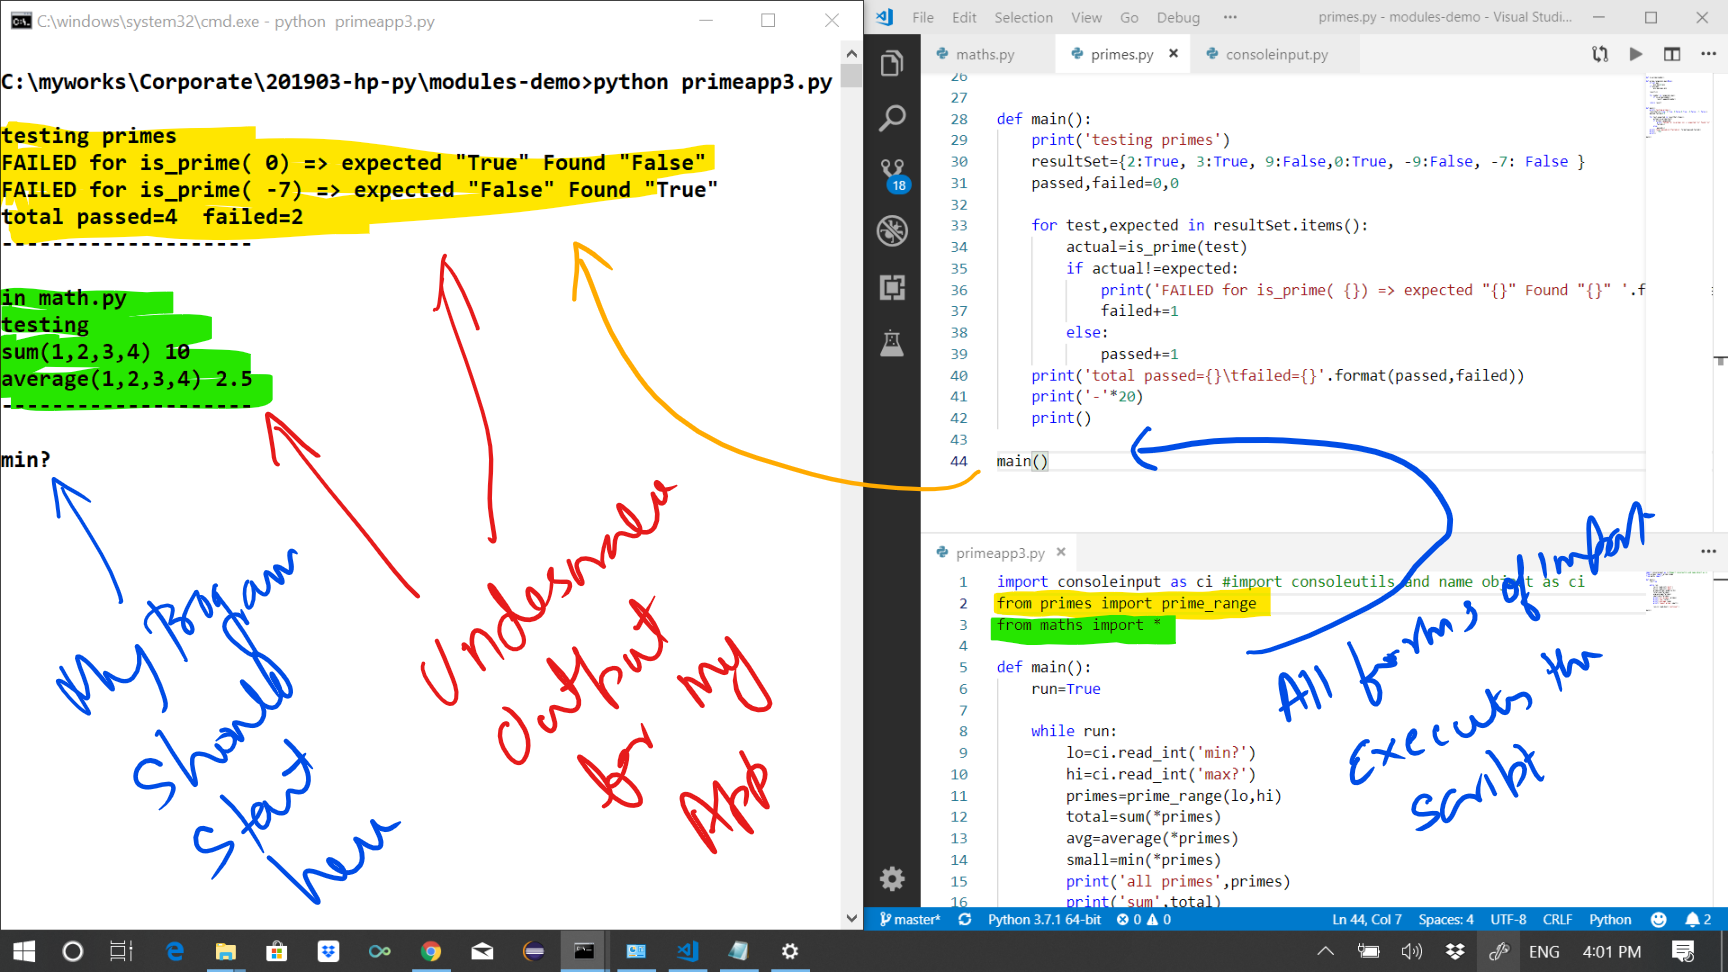 C:\windows\system32\cmd.exe - python  primeapp3.py
C:\myworks\Corporate\201903-hp-py\modules-demo>python primeapp3.py
testing primes
FAILED for is_prime( 0) => expected "True" Found "False"
FAILED for is_prime( -7) => expected "False" Found "True"
total passed=4  failed=2
--------------------
in math.py
testing
sum(1,2,3,4) 10
average(1,2,3,4) 2.5
--------------------
min?
My Program
should
start
here
Undesired
output
for my
App
File Edit Selection View Go Debug ··· primes.py - modules-demo - Visual Studi...
maths.py primes.py consoleinput.py
18
26
27
28 def main():
29 print('testing primes')
30 resultSet={2:True, 3:True, 9:False,0:True, -9:False, -7: False }
31 passed,failed=0,0
32
33 for test,expected in resultSet.items():
34 actual=is_prime(test)
35 if actual!=expected:
36 print('FAILED for is_prime( {}) => expected "{}" Found "{}" '.f
37 failed+=1
38 else:
39 passed+=1
40 print('total passed={}\tfailed={}'.format(passed,failed))
41 print('-'*20)
42 print()
43
44 main()
primeapp3.py
1 import consoleinput as ci #import consoleutils and name object as ci
2 from primes import prime_range
3 from maths import *
4
5 def main():
6 run=True
7
8 while run:
9 lo=ci.read_int('min?')
10 hi=ci.read_int('max?')
11 primes=prime_range(lo,hi)
12 total=sum(*primes)
13 avg=average(*primes)
14 small=min(*primes)
15 print('all primes',primes)
16 print('sum',total)
All forms of import
executes the
script
master* Python 3.7.1 64-bit 0 0 Ln 44, Col 7 Spaces: 4 UTF-8 CRLF Python 2
ENG 4:01 PM